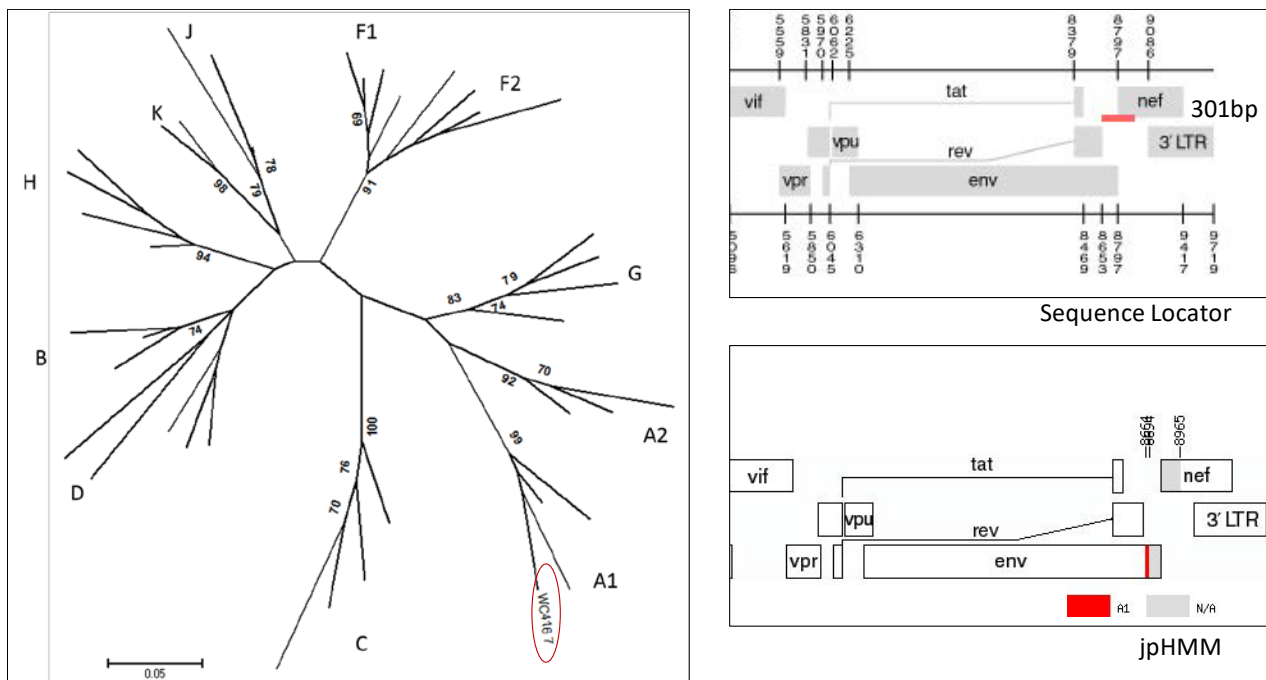 J
F1
F2
K
69
78
79
98
91
H
94
G
79
83
74
74
B
92
70
A2
100
99
76
D
70
A1
WC416 7
C
0.05
5559
5831
5970
6062
6225
8379
8797
9086
vif
tat
nef
301bp
vpu
rev
3' LTR
vpr
env
5096
5619
5850
6045
6310
8469
8653
8797
9417
9719
Sequence Locator
8894
8965
vif
tat
nef
vpu
rev
3' LTR
vpr
env
A1
N/A
jpHMM